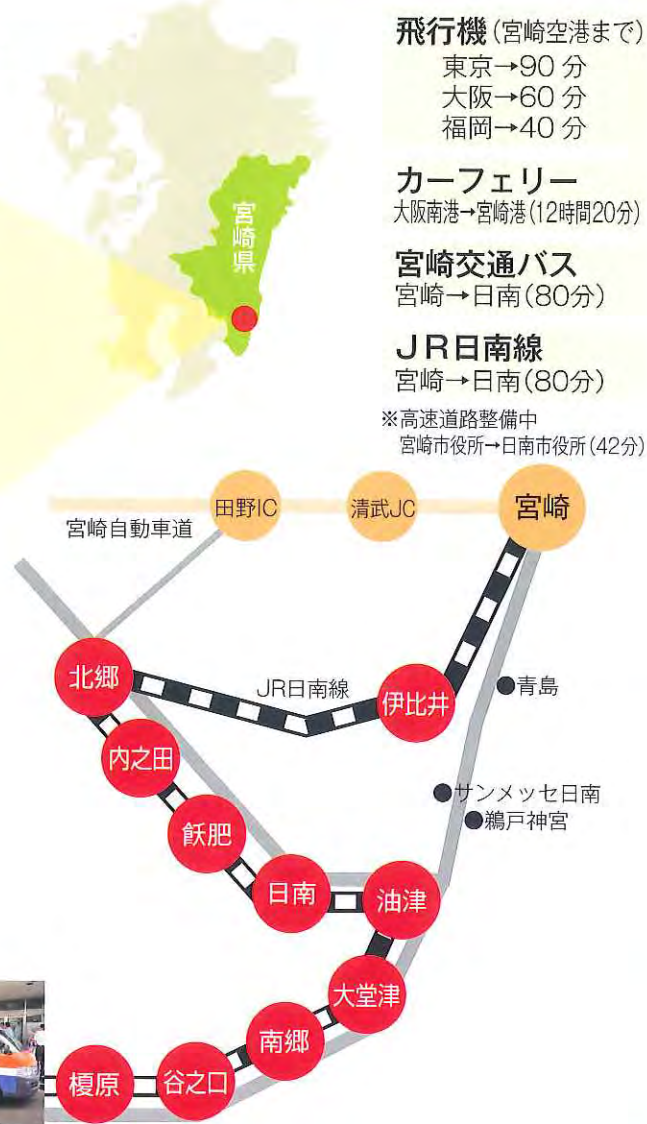 飛行機(宮崎空港まで)
東京→90分
大阪→60分
福岡→40分
カーフェリー
大阪南港→宮崎港(12時間20分)
宮崎交通バス
宮崎→日南(80分)
JR日南線
宮崎→日南(80分)
※高速道路整備中
宮崎市役所→日南市役所(42分)
宮崎県
田野IC
清武JC
宮崎
宮崎自動車道
北郷
JR日南線
伊比井
青島
内之田
サンメッセ日南
鵜戸神宮
飫肥
日南
油津
大堂津
南郷
谷之口
榎原